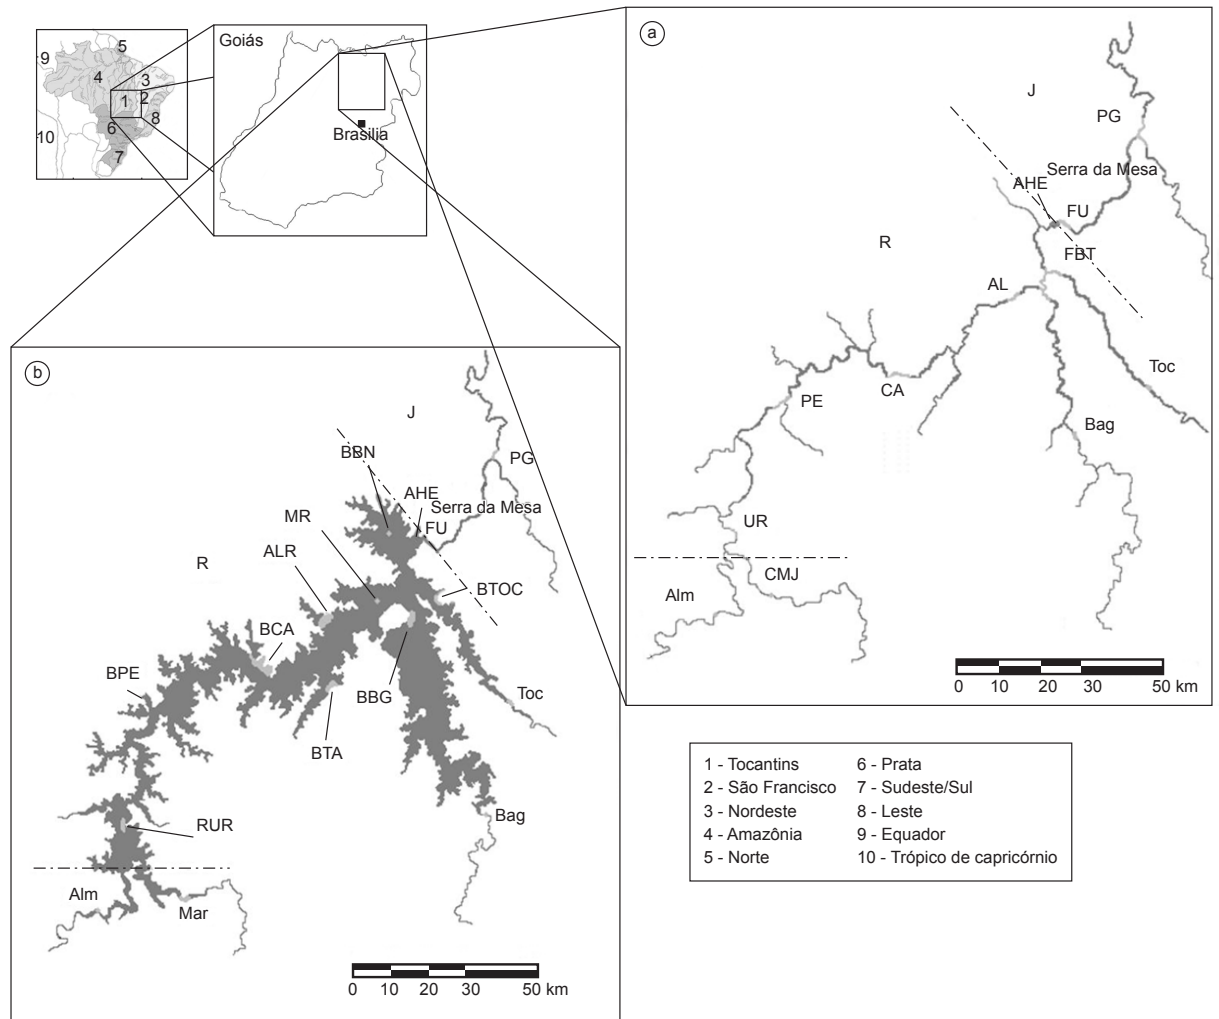 5
9
4
3
1
2
8
6
10
7
Goiás
Brasilia
a
J
PG
Serra da Mesa
AHE
FU
R
FBT
AL
Toc
CA
PE
Bag
UR
CMJ
Alm
0 10 20 30 50 km
b
J
BBN
PG
AHE
Serra da Mesa
MR
FU
ALR
R
BTOC
BCA
BPE
BBG
Toc
BTA
Bag
RUR
Alm
Mar
0 10 20 30 50 km
1 - Tocantins
2 - São Francisco
3 - Nordeste
4 - Amazônia
5 - Norte
6 - Prata
7 - Sudeste/Sul
8 - Leste
9 - Equador
10 - Trópico de capricórnio